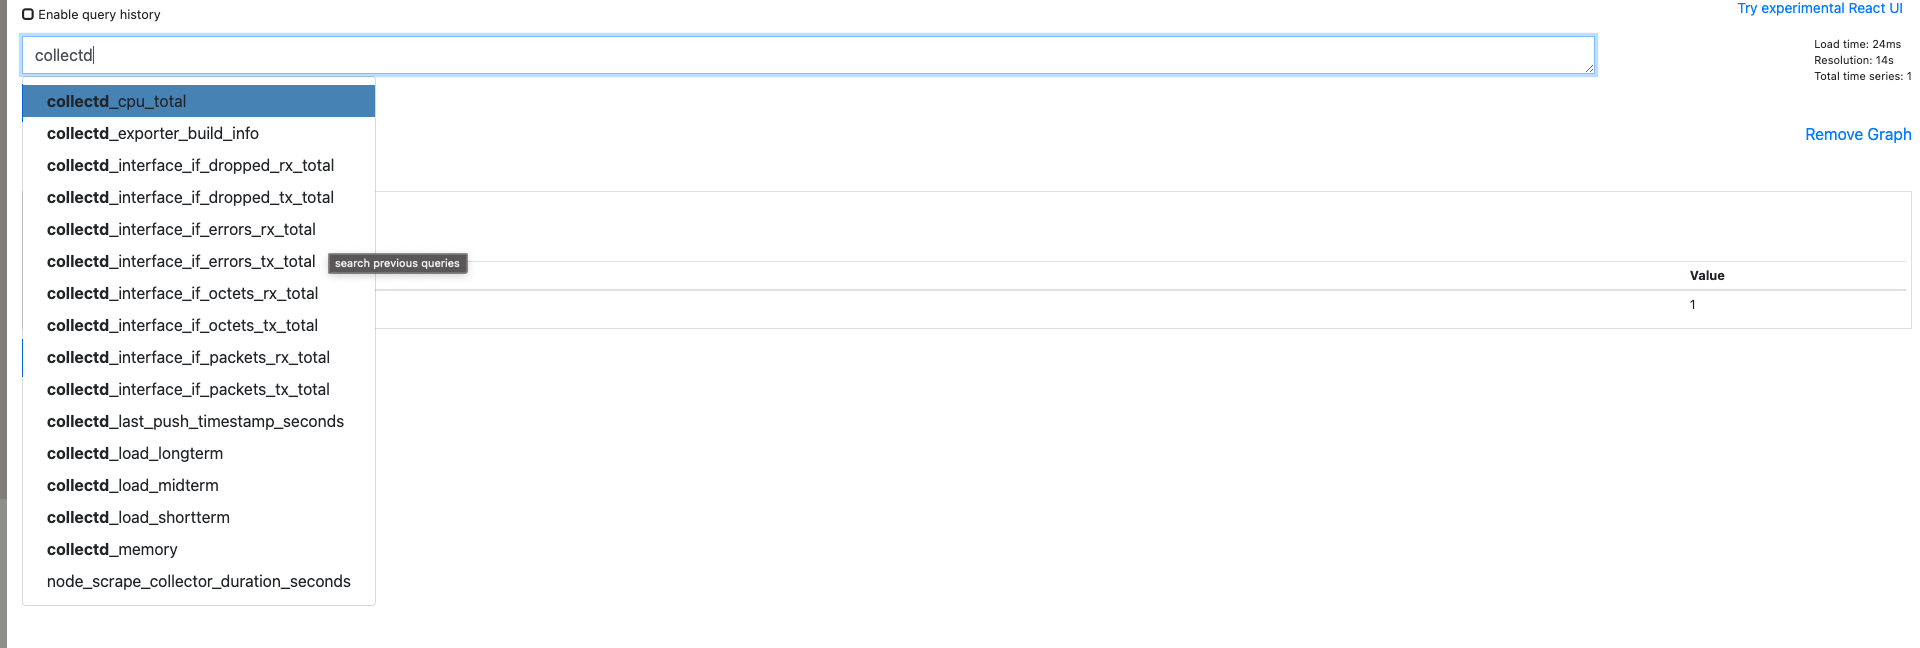 Enable query history
Try experimental React UI
collectd
Load time: 24ms
Resolution: 14s
Total time series: 1
collectd_cpu_total
collectd_exporter_build_info
Remove Graph
collectd_interface_if_dropped_rx_total
collectd_interface_if_dropped_tx_total
collectd_interface_if_errors_rx_total
collectd_interface_if_errors_tx_total
search previous queries
Value
collectd_interface_if_octets_rx_total
1
collectd_interface_if_octets_tx_total
collectd_interface_if_packets_rx_total
collectd_interface_if_packets_tx_total
collectd_last_push_timestamp_seconds
collectd_load_longterm
collectd_load_midterm
collectd_load_shortterm
collectd_memory
node_scrape_collector_duration_seconds